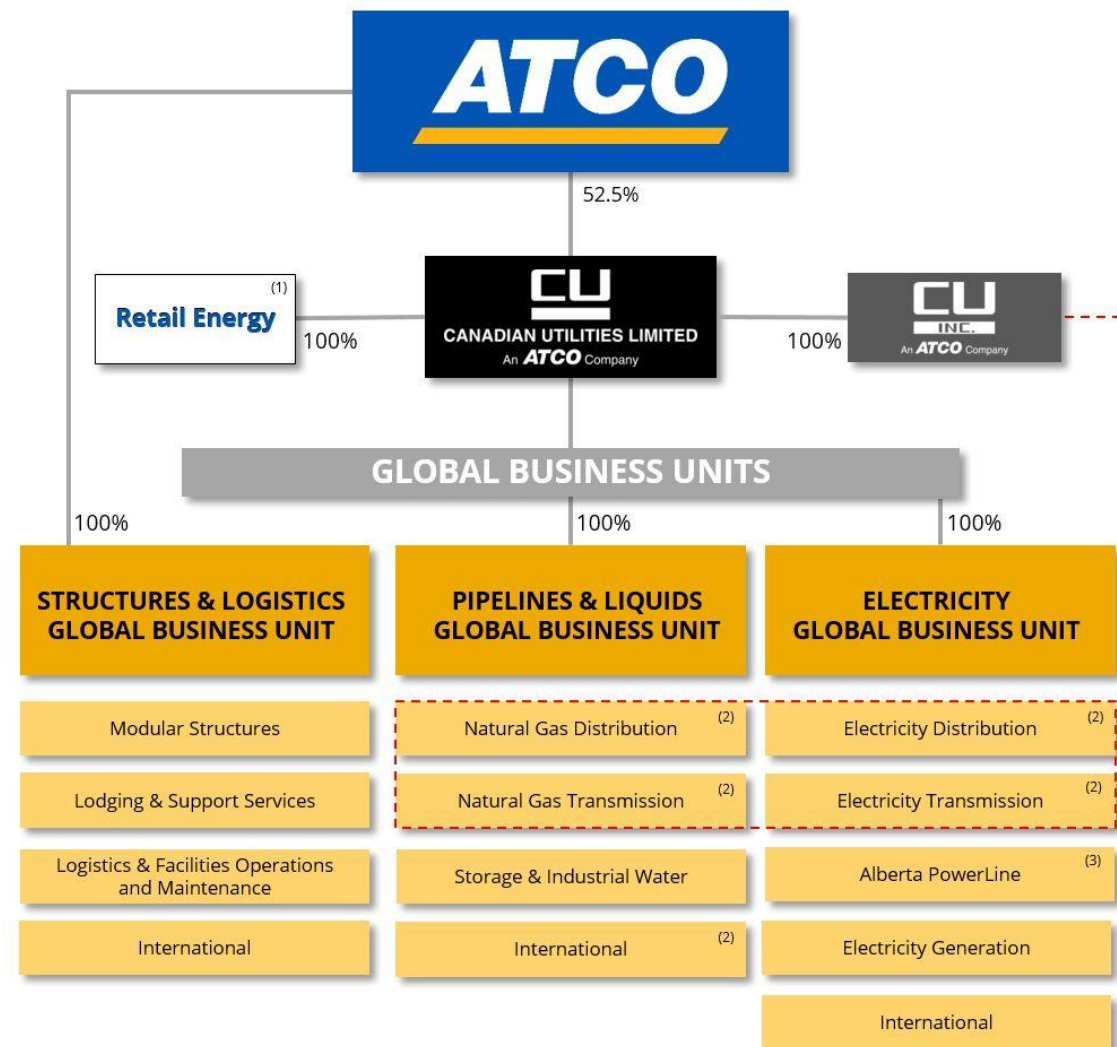 ATCO
52.5%
(1)
Retail Energy
100%
CU
CANADIAN UTILITIES LIMITED
An ATCO Company
100%
CU
INC.
An ATCO Company
GLOBAL BUSINESS UNITS
100%
100%
100%
STRUCTURES & LOGISTICS
GLOBAL BUSINESS UNIT
PIPELINES & LIQUIDS
GLOBAL BUSINESS UNIT
ELECTRICITY
GLOBAL BUSINESS UNIT
Modular Structures
Natural Gas Distribution (2)
Electricity Distribution (2)
Lodging & Support Services
Natural Gas Transmission (2)
Electricity Transmission (2)
Logistics & Facilities Operations
and Maintenance
Storage & Industrial Water
Alberta PowerLine (3)
International
International (2)
Electricity Generation
International